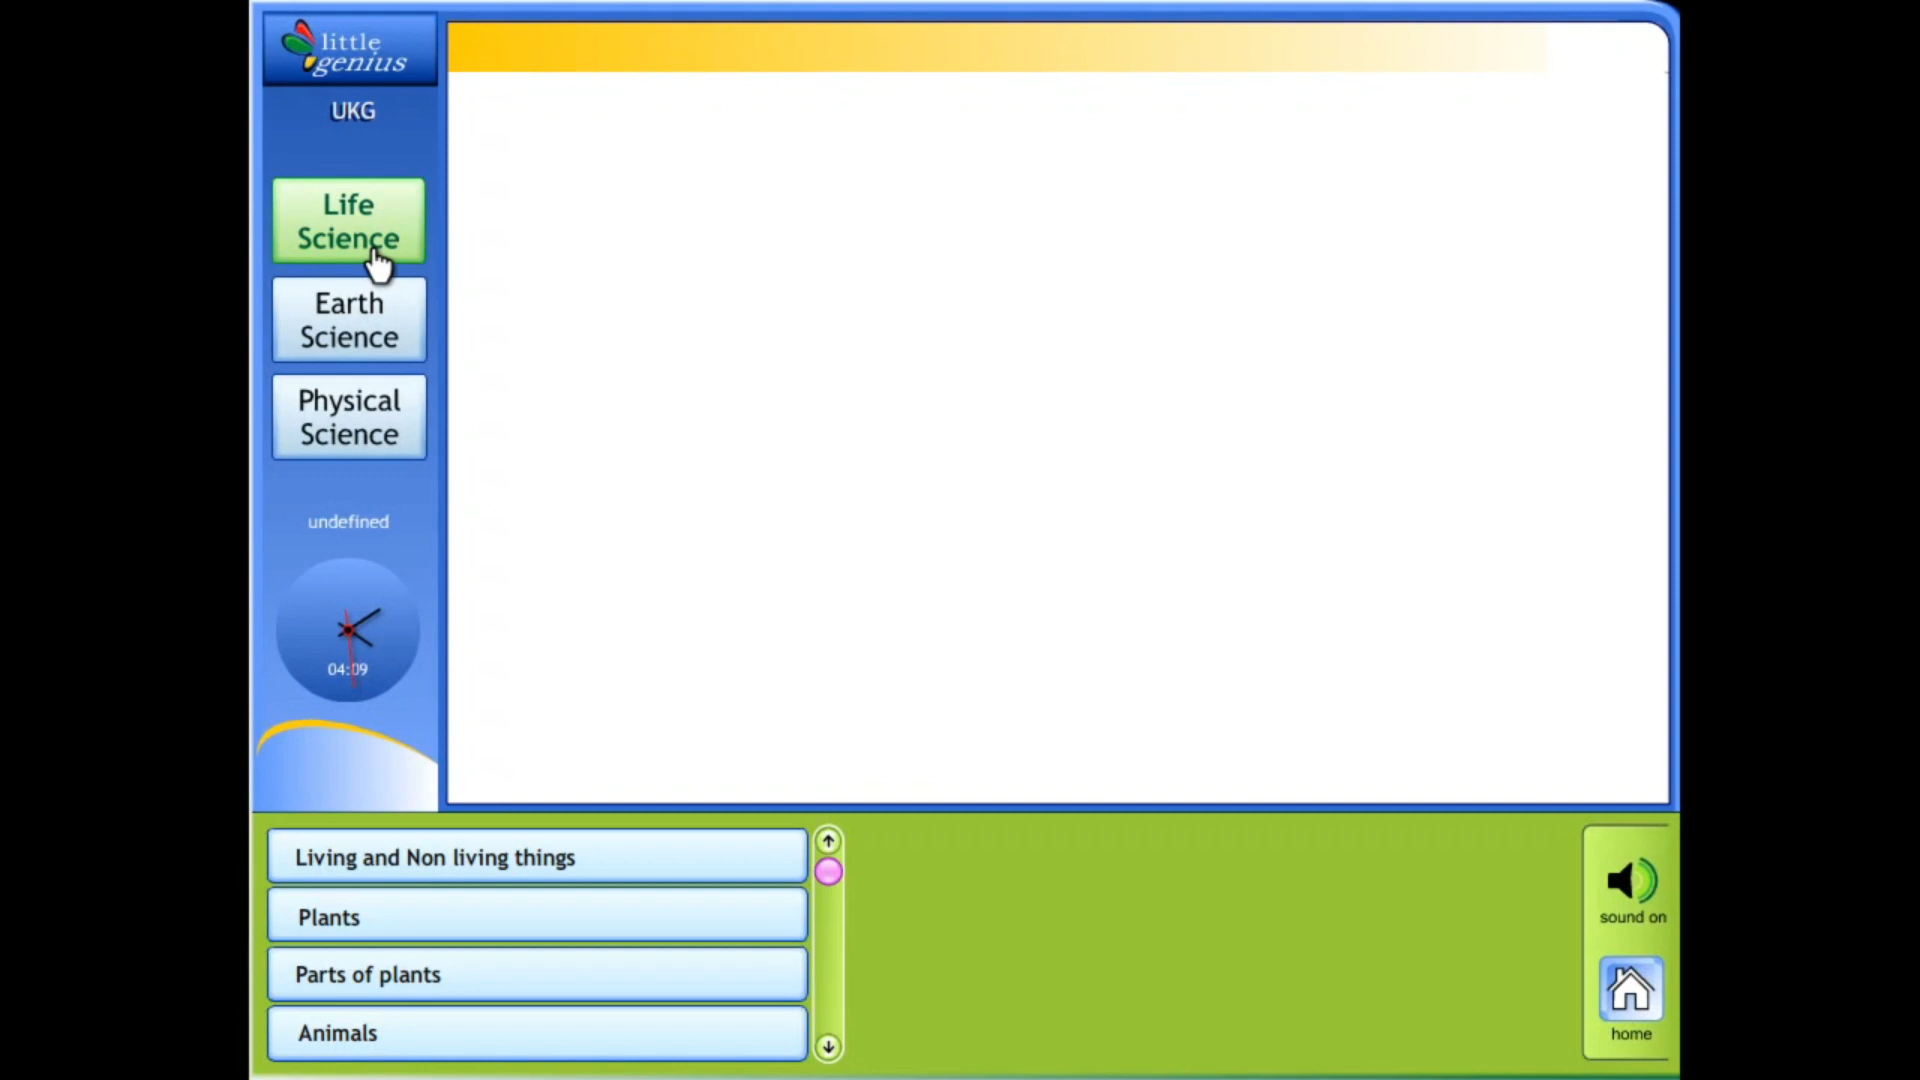 little
genius
UKG
Life
Science
Earth
Science
Physical
Science
undefined
04:09
Living and Non living things
Plants
Parts of plants
Animals
sound on
home